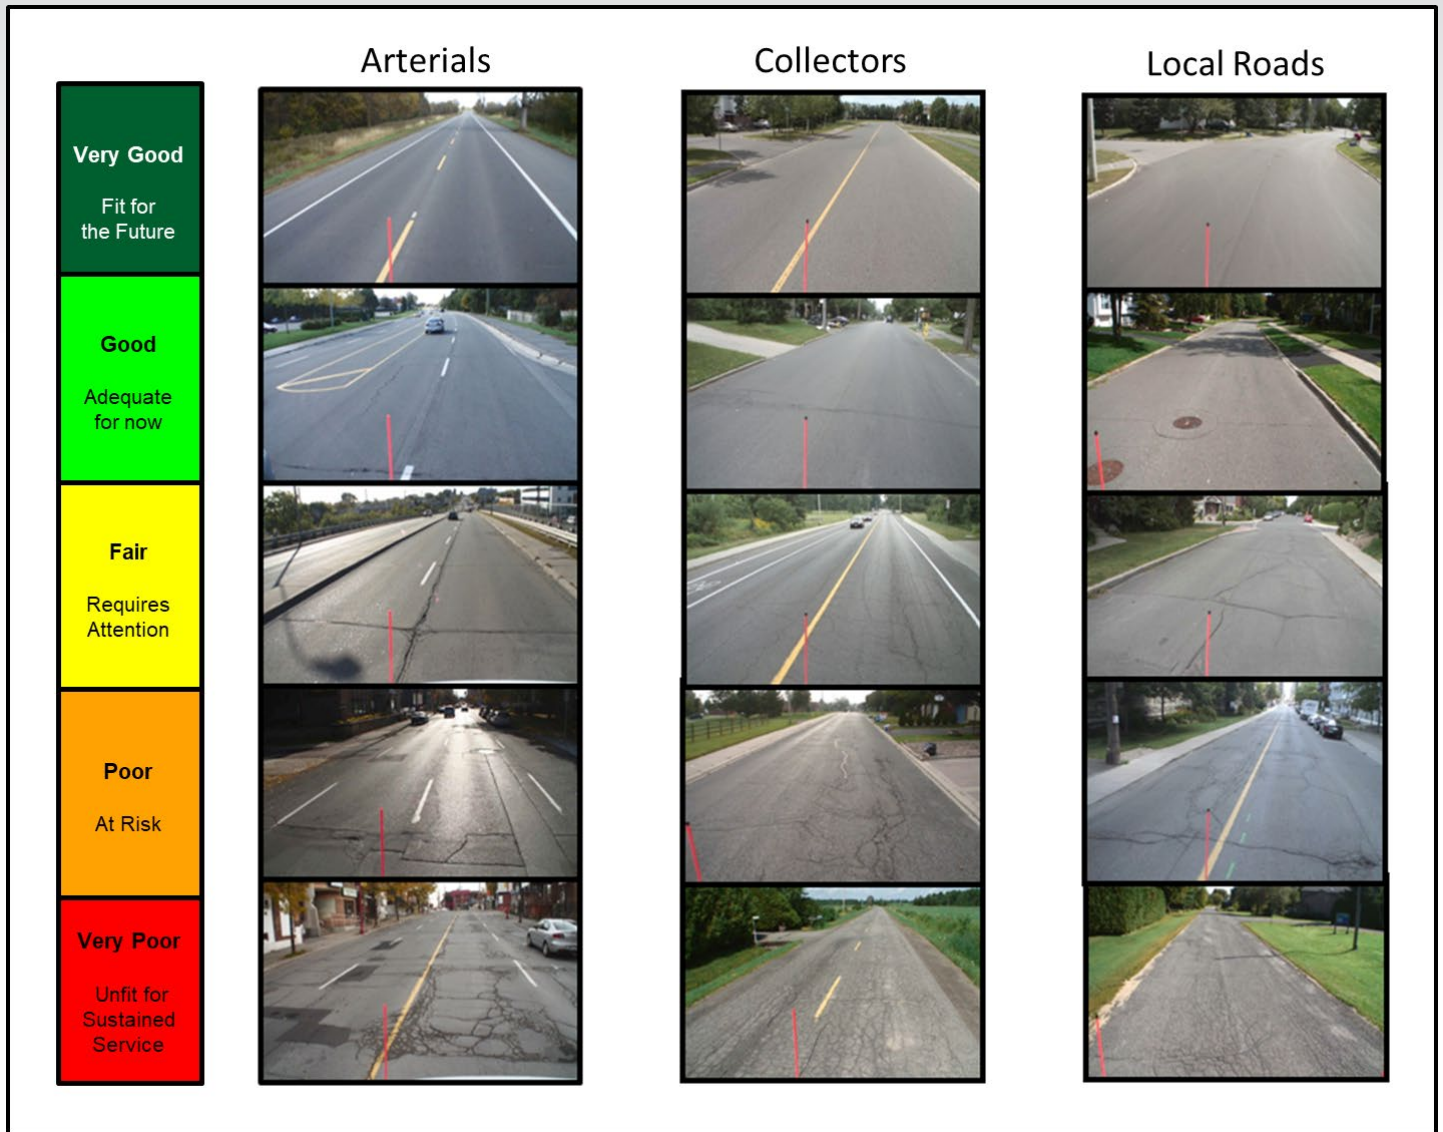 Arterials
Collectors
Local Roads
Very Good
Fit for
the Future
Good
Adequate
for now
Fair
Requires
Attention
Poor
At Risk
Very Poor
Unfit for
Sustained
Service